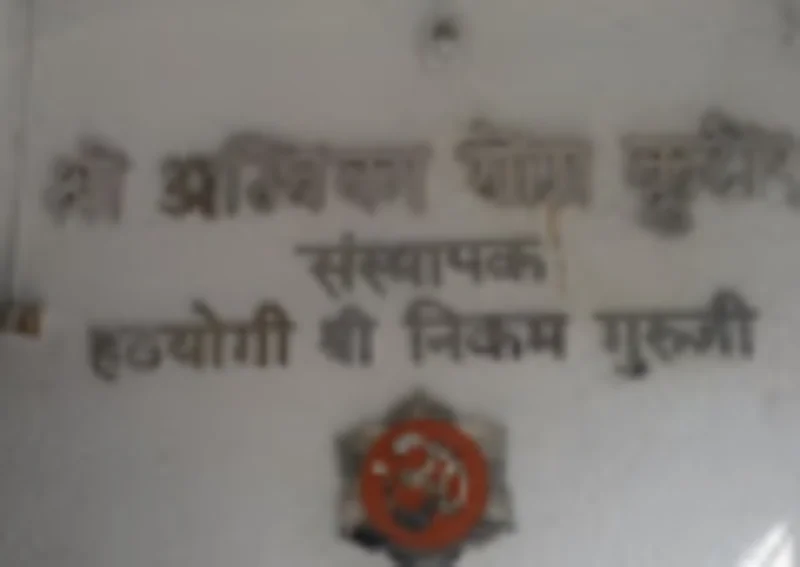 श्री अम्बिका योग कुटीर
संस्थापक
हठयोगी श्री निकम गुरुजी